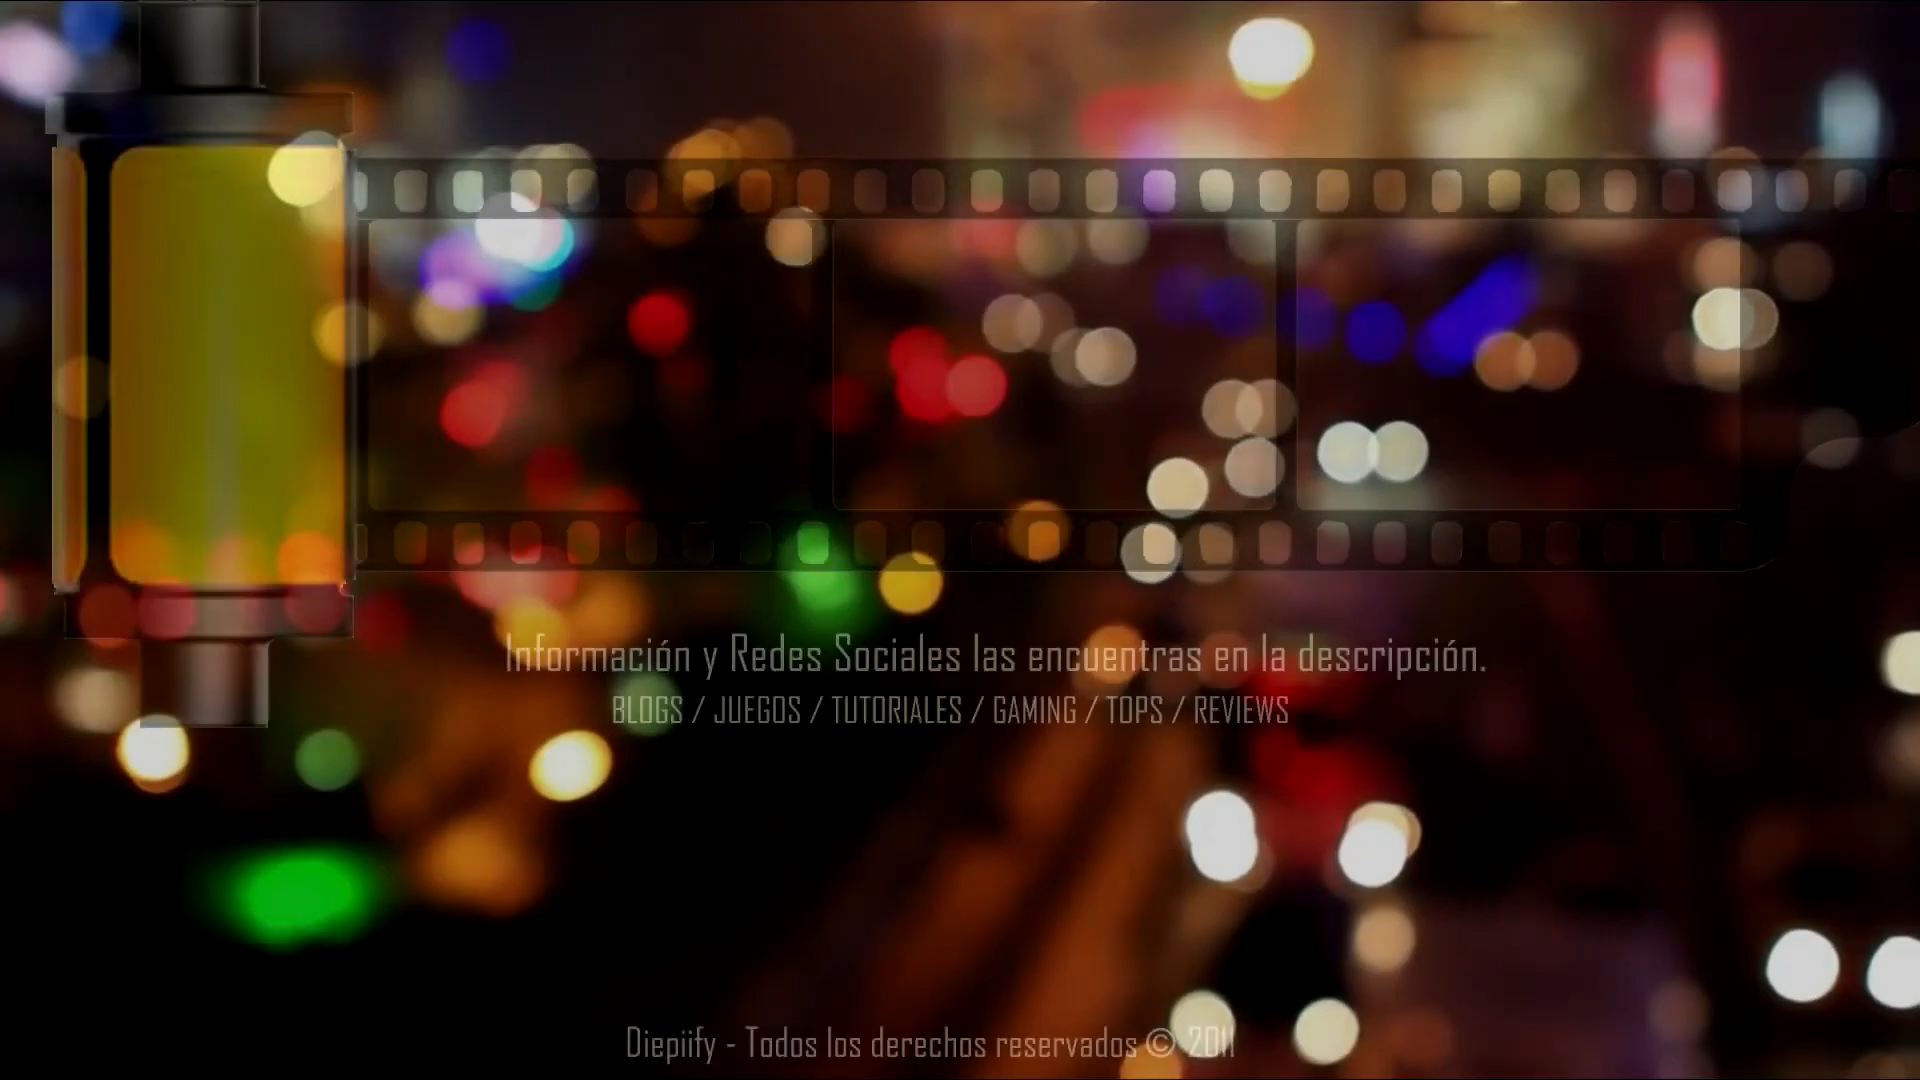 Información y Redes Sociales las encuentras en la descripción.
BLOGS / JUEGOS / TUTORIALES / GAMING / TOPS / REVIEWS
Diepiify - Todos los derechos reservados © 2011